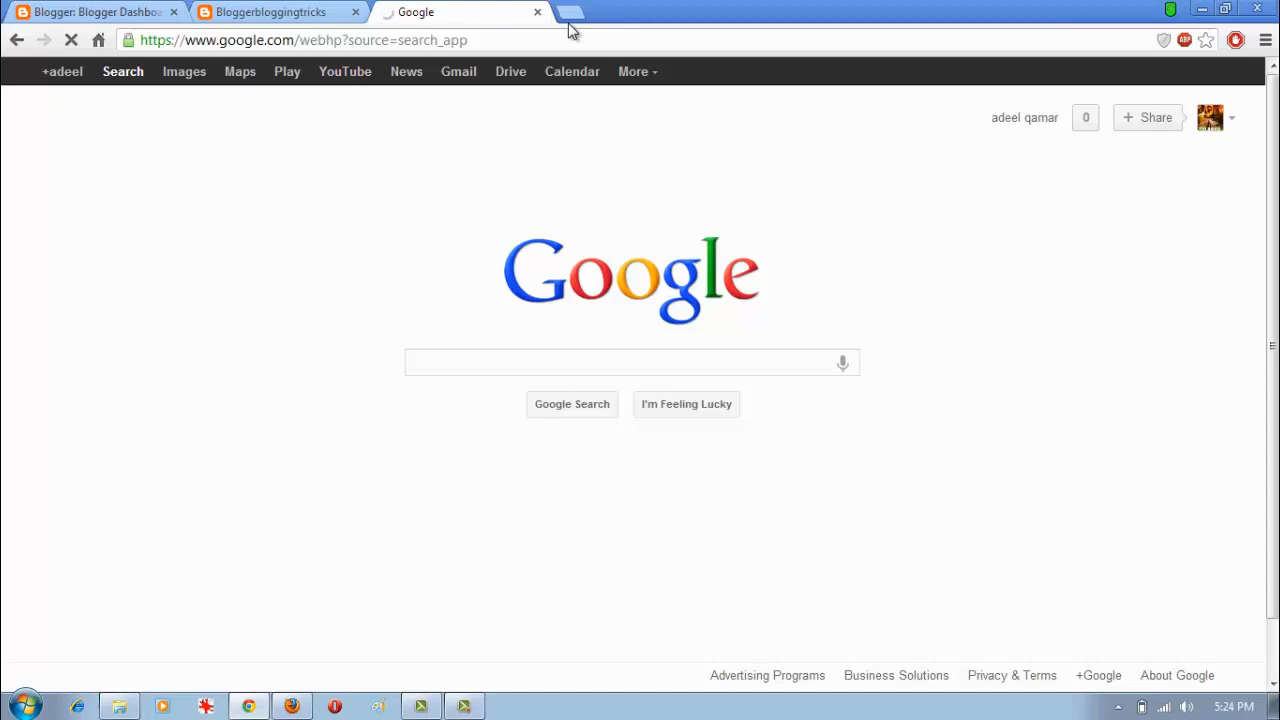 Blogger: Blogger Dashboa
Bloggerbloggingtricks
Google
https://www.google.com/webhp?source=search_app
ABP
+adeel Search Images Maps Play YouTube News Gmail Drive Calendar More
adeel qamar 0 + Share
Google
Google Search I'm Feeling Lucky
Advertising Programs Business Solutions Privacy & Terms +Google About Google
5:24 PM